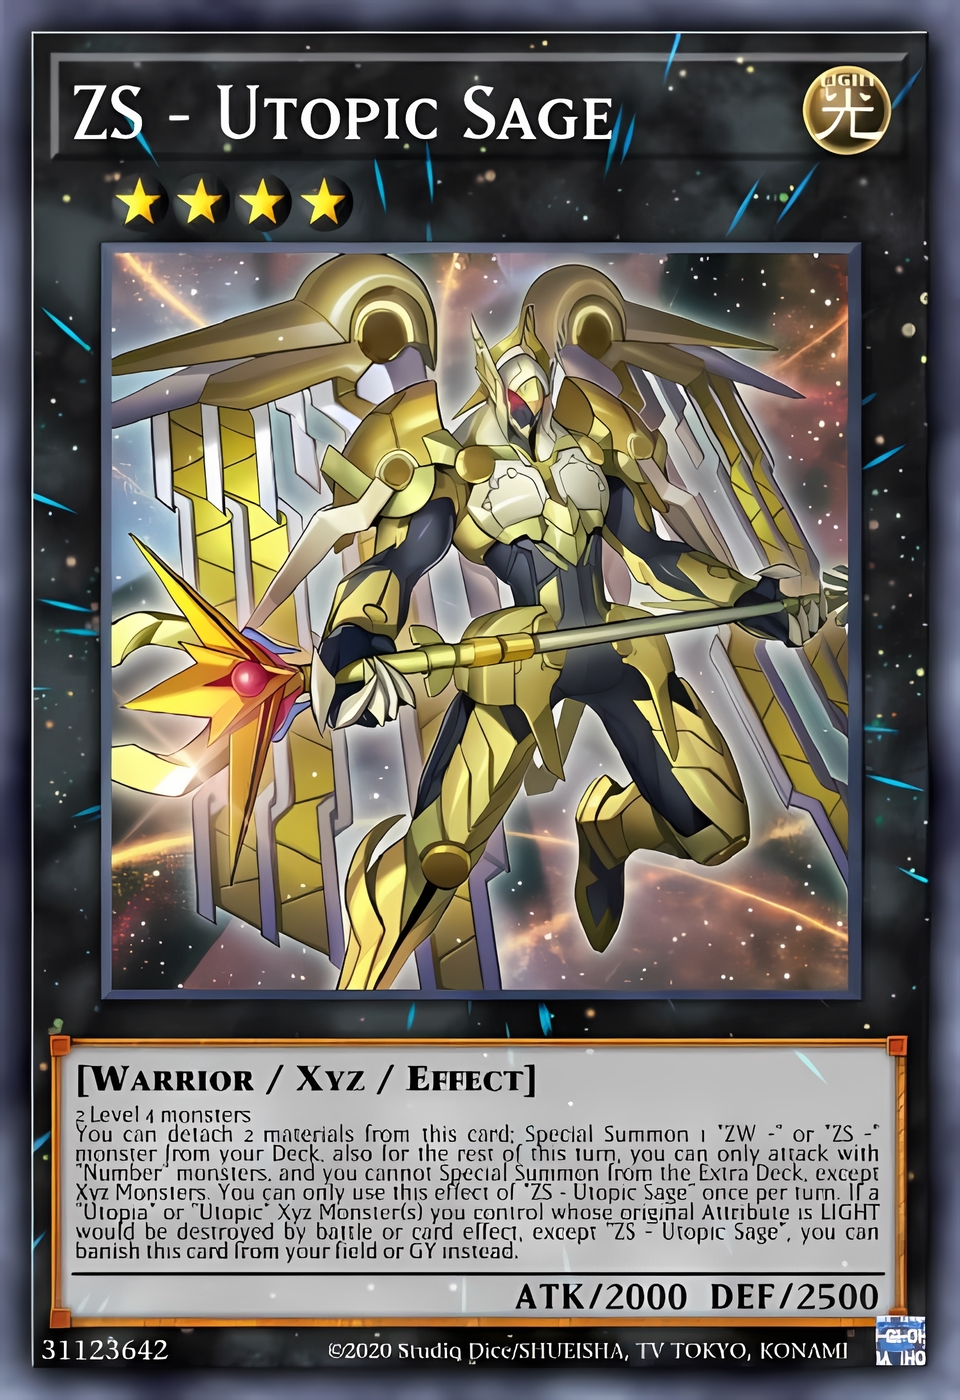 ZS - Utopic Sage
光
[Warrior / Xyz / Effect]
2 Level 4 monsters
You can detach 2 materials from this card; Special Summon 1 "ZW -" or "ZS -"
monster from your Deck, also for the rest of this turn, you can only attack with
"Number" monsters, and you cannot Special Summon from the Extra Deck, except
Xyz Monsters. You can only use this effect of "ZS - Utopic Sage" once per turn. If a
"Utopia" or "Utopic" Xyz Monster(s) you control whose original Attribute is LIGHT
would be destroyed by battle or card effect, except "ZS - Utopic Sage", you can
banish this card from your field or GY instead.
ATK/2000 DEF/2500
31123642 ©2020 Studio Dice/SHUEISHA, TV TOKYO, KONAMI